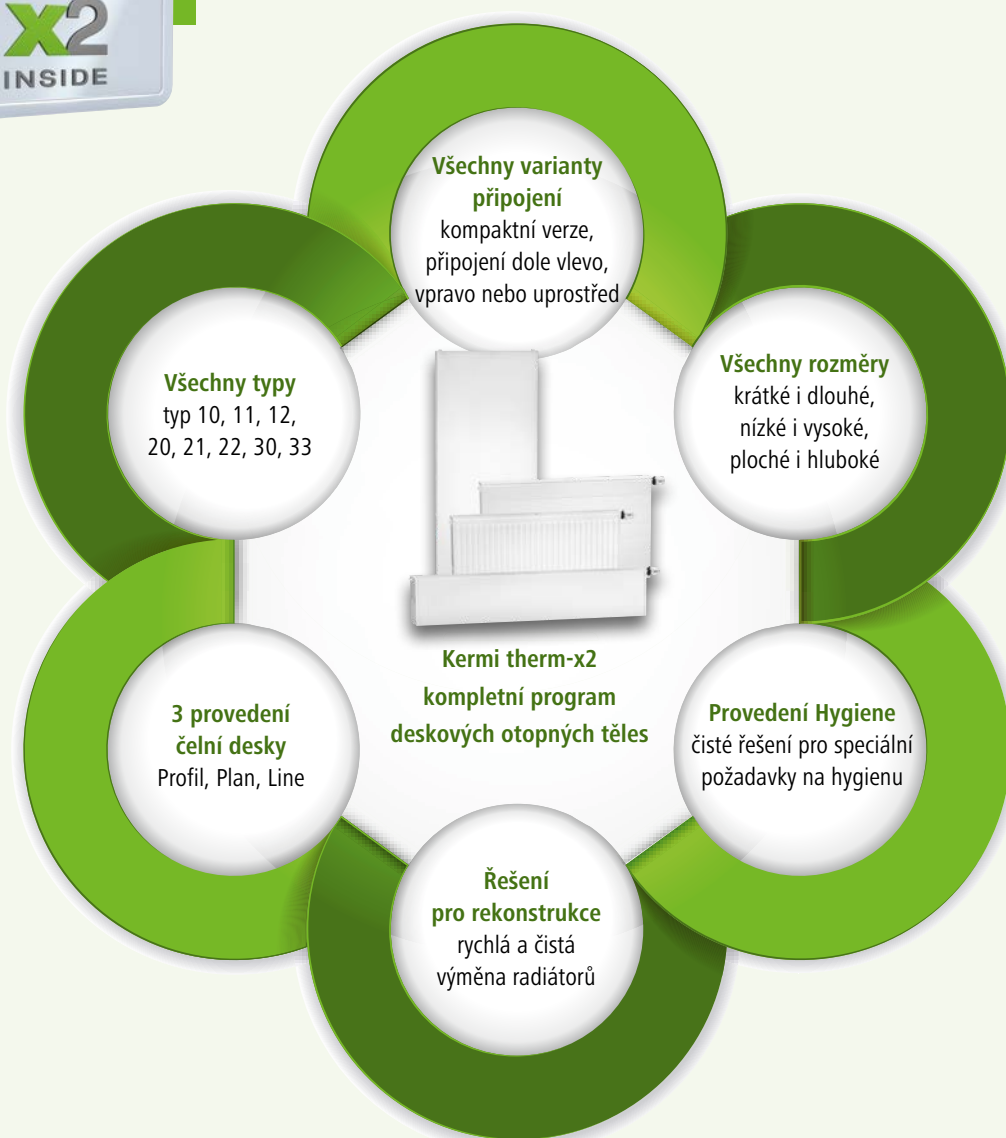 x2
INSIDE
Všechny varianty
připojení
kompaktní verze,
připojení dole vlevo,
vpravo nebo uprostřed
Všechny typy
typ 10, 11, 12,
20, 21, 22, 30, 33
Všechny rozměry
krátké i dlouhé,
nízké i vysoké,
ploché i hluboké
Kermi therm-x2
kompletní program
deskových otopných těles
3 provedení
čelní desky
Profil, Plan, Line
Provedení Hygiene
čisté řešení pro speciální
požadavky na hygienu
Řešení
pro rekonstrukce
rychlá a čistá
výměna radiátorů